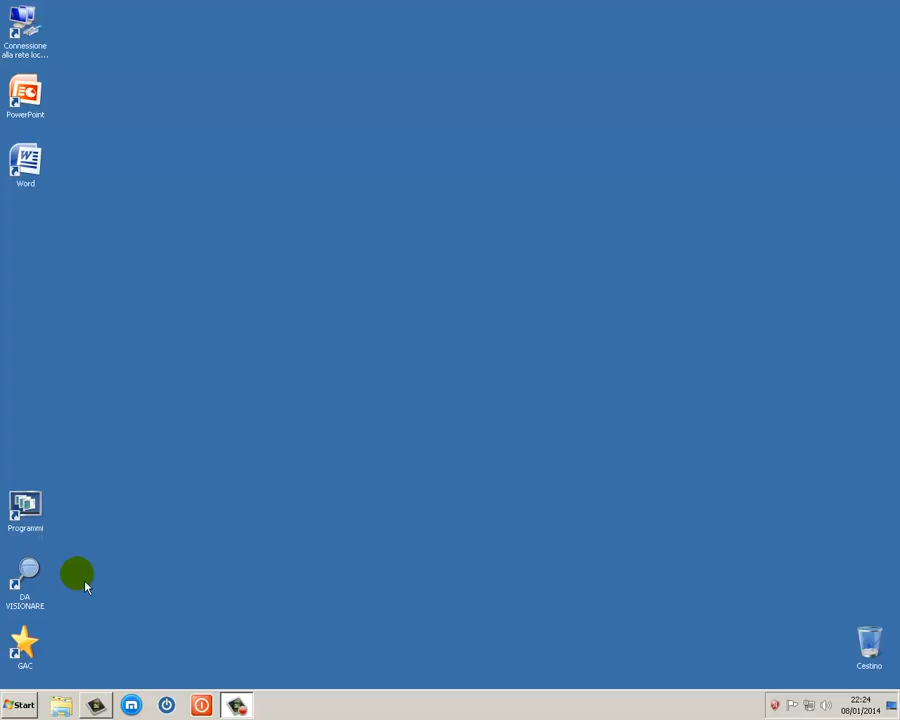 Connessione
alla rete loc...
PowerPoint
Word
Programmi
DA
VISIONARE
GAC
Cestino
Start
22:24
08/01/2014